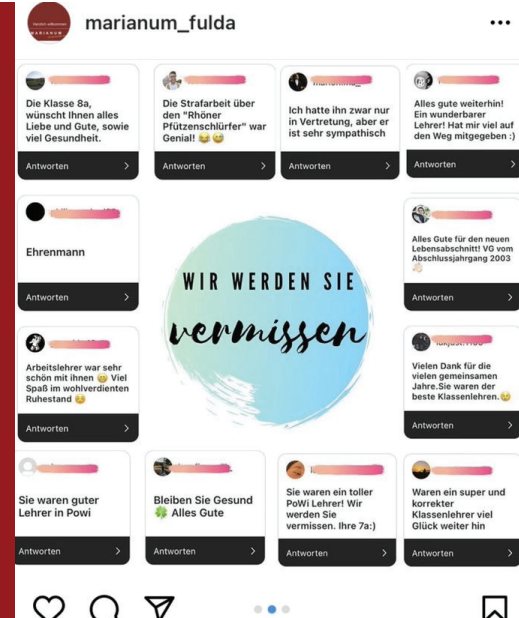 marianum_fulda
Herzlich willkommen
MARIANUM
Die Klasse 8a,
wünscht Ihnen alles
Liebe und Gute, sowie
viel Gesundheit.
Antworten
Die Strafarbeit über
den "Rhöner
Pfützenschlürfer" war
Genial! 😂😅
Antworten
Ich hatte ihn zwar nur
in Vertretung, aber er
ist sehr sympathisch
Antworten
Alles gute weiterhin!
Ein wunderbarer
Lehrer! Hat mir viel auf
den Weg mitgegeben :)
Antworten
Ehrenmann
Antworten
WIR WERDEN SIE
vermissen
Alles Gute für den neuen
Lebensabschnitt! VG vom
Abschlussjahrgang 2003
Antworten
Arbeitslehrer war sehr
schön mit ihnen 😀 Viel
Spaß im wohlverdienten
Ruhestand 😉
Antworten
Vielen Dank für die
vielen gemeinsamen
Jahre.Sie waren der
beste Klassenlehren.😢
Antworten
Sie waren guter
Lehrer in Powi
Antworten
Bleiben Sie Gesund
🍀 Alles Gute
Antworten
Sie waren ein toller
PoWi Lehrer! Wir
werden Sie
vermissen. Ihre 7a:)
Antworten
Waren ein super und
korrekter
Klassenlehrer viel
Glück weiter hin
Antworten